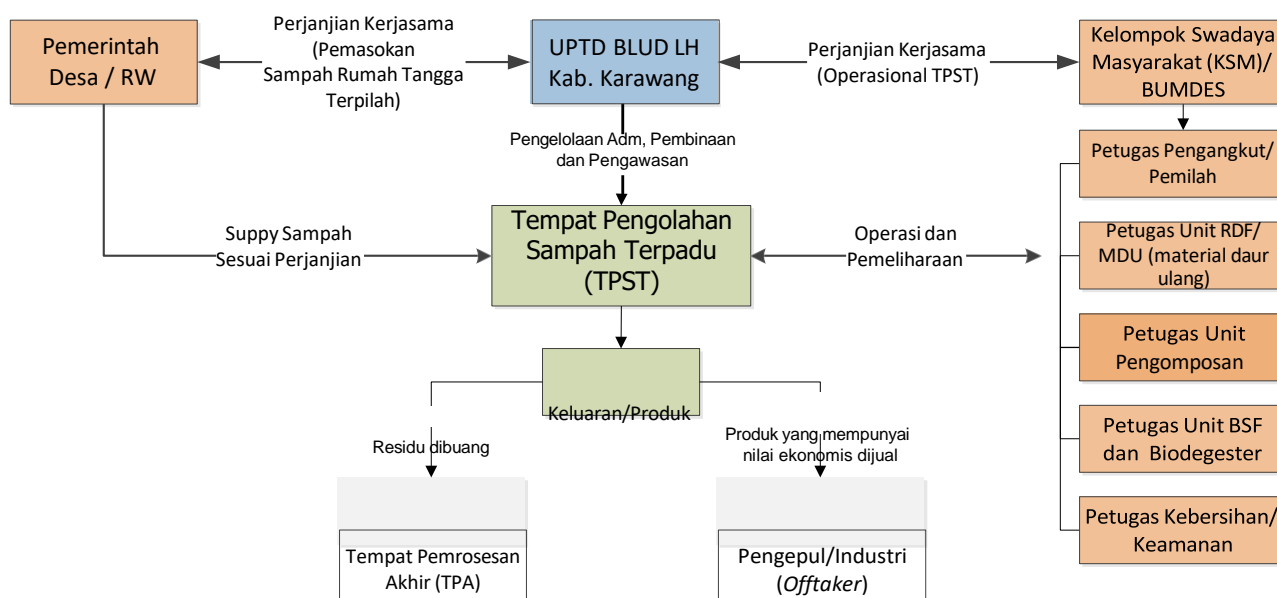 Pemerintah
Desa / RW
Perjanjian Kerjasama
(Pemasokan
Sampah Rumah Tangga
Terpilah)
UPTD BLUD LH
Kab. Karawang
Perjanjian Kerjasama
(Operasional TPST)
Kelompok Swadaya
Masyarakat (KSM)/
BUMDES
Pengelolaan Adm, Pembinaan
dan Pengawasan
Petugas Pengangkut/
Pemilah
Suppy Sampah
Sesuai Perjanjian
Tempat Pengolahan
Sampah Terpadu
(TPST)
Operasi dan
Pemeliharaan
Petugas Unit RDF/
MDU (material daur
ulang)
Petugas Unit
Pengomposan
Keluaran/Produk
Residu dibuang
Produk yang mempunyai
nilai ekonomis dijual
Petugas Unit BSF
dan Biodegester
Petugas Kebersihan/
Keamanan
Tempat Pemrosesan
Akhir (TPA)
Pengepul/Industri
(Offtaker)